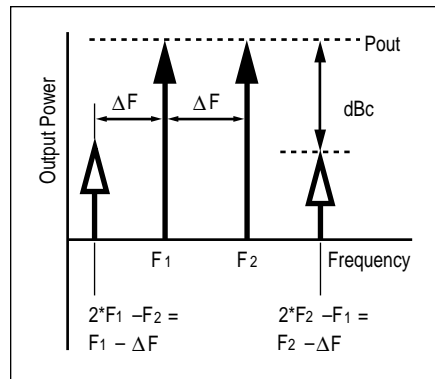 Pout
ΔF
ΔF
dBc
Output Power
F1
F2
Frequency
2*F1 –F2 =
F1 – ΔF
2*F2 –F1 =
F2 –ΔF